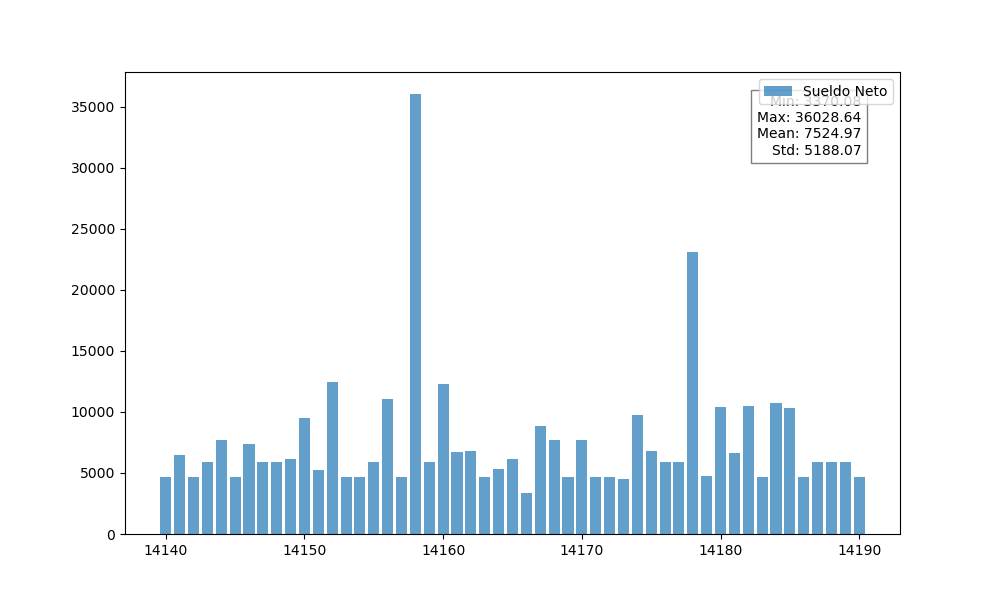 35000
30000
25000
20000
15000
10000
5000
0
14140 14150 14160 14170 14180 14190
Sueldo Neto
Min: 3370.08
Max: 36028.64
Mean: 7524.97
Std: 5188.07